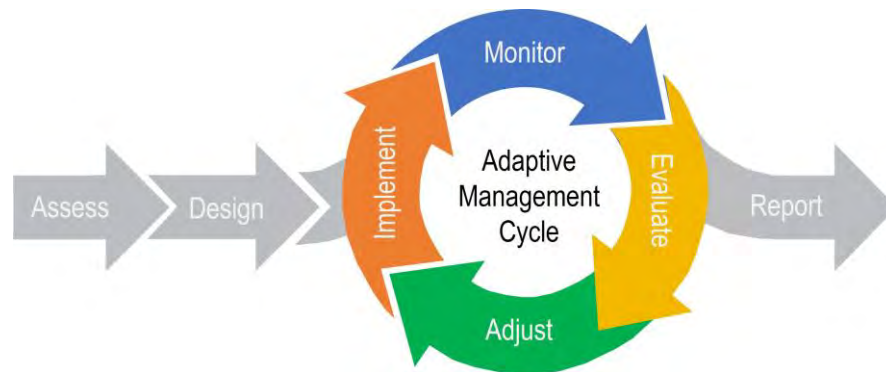 Assess
Design
Implement
Monitor
Evaluate
Adjust
Adaptive
Management
Cycle
Report